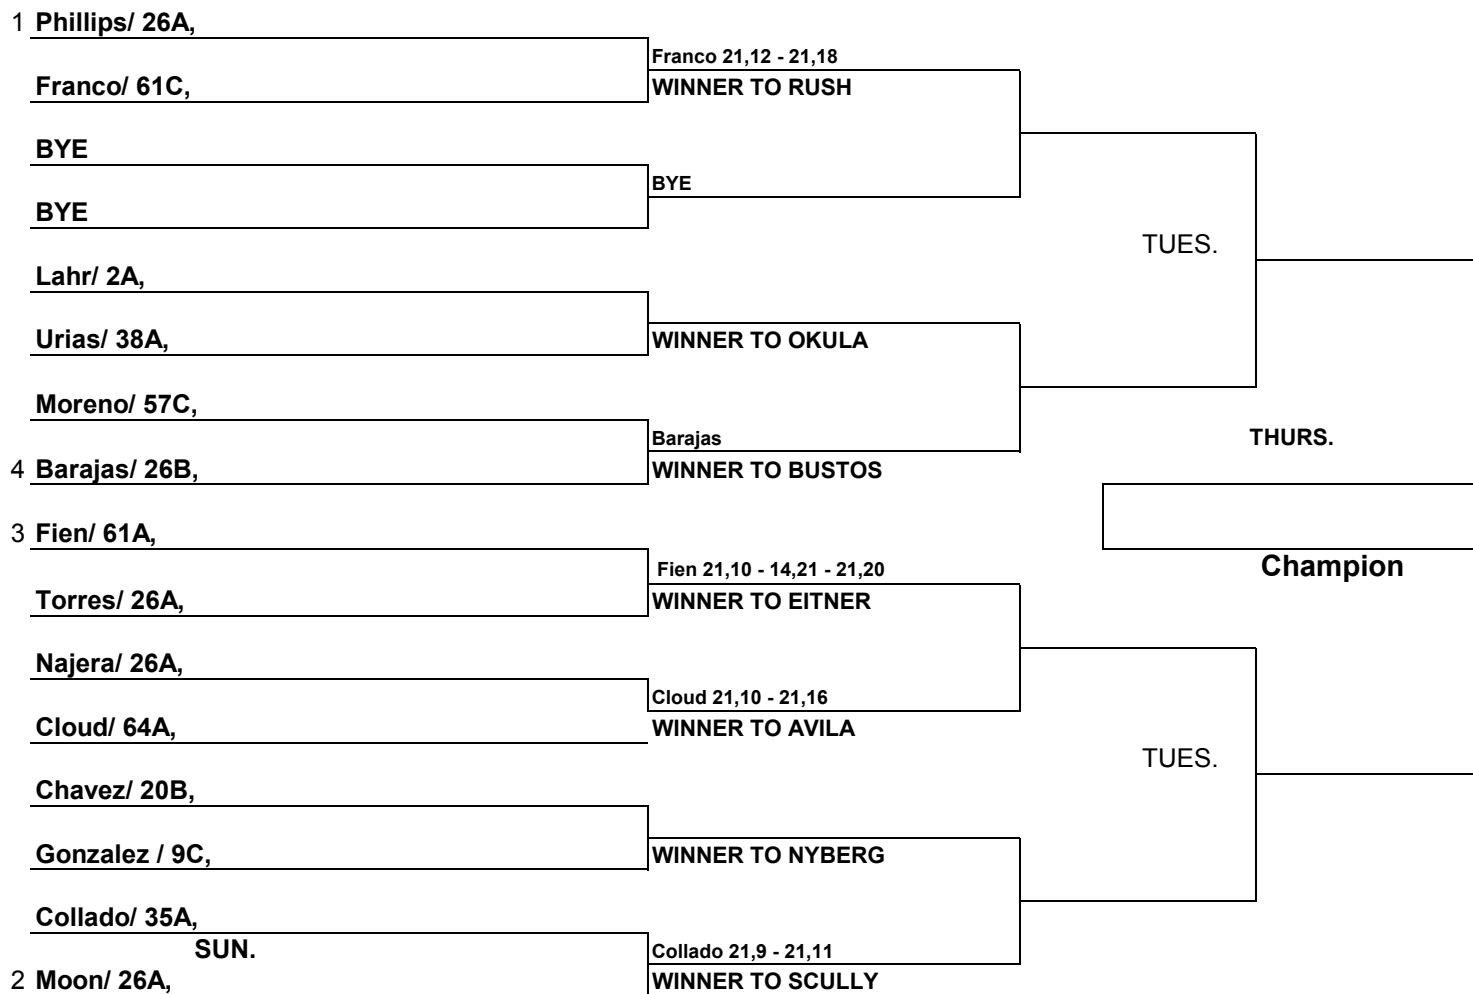 1 Phillips/ 26A,
Franco 21,12 - 21,18
Franco/ 61C,
WINNER TO RUSH
BYE
BYE
BYE
TUES.
Lahr/ 2A,
Urias/ 38A,
WINNER TO OKULA
Moreno/ 57C,
Barajas
THURS.
4 Barajas/ 26B,
WINNER TO BUSTOS
3 Fien/ 61A,
Champion
Fien 21,10 - 14,21 - 21,20
Torres/ 26A,
WINNER TO EITNER
Najera/ 26A,
Cloud 21,10 - 21,16
Cloud/ 64A,
WINNER TO AVILA
TUES.
Chavez/ 20B,
Gonzalez / 9C,
WINNER TO NYBERG
Collado/ 35A,
SUN.
Collado 21,9 - 21,11
2 Moon/ 26A,
WINNER TO SCULLY